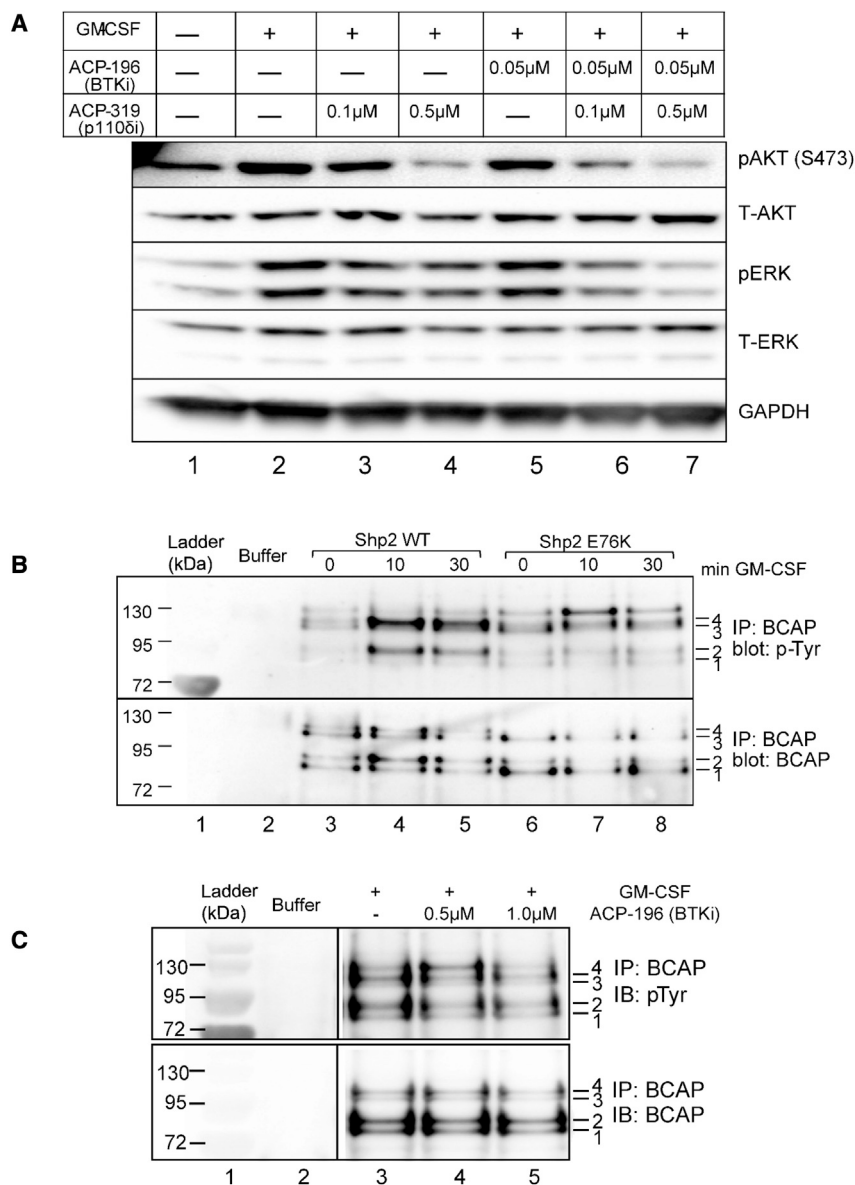 A
GM-CSF — + + + + + +
ACP-196 (BTKi) — — — — 0.05µM 0.05µM 0.05µM
ACP-319 (p110δi) — — 0.1µM 0.5µM — 0.1µM 0.5µM
pAKT (S473)
T-AKT
pERK
T-ERK
GAPDH
1 2 3 4 5 6 7
B
Ladder (kDa) Buffer Shp2 WT Shp2 E76K
0 10 30 0 10 30 min GM-CSF
130
95
72
4
3
2
1
IP: BCAP
blot: p-Tyr
130
95
72
4
3
2
1
IP: BCAP
blot: BCAP
1 2 3 4 5 6 7 8
C
Ladder (kDa) Buffer
+ + + GM-CSF
- 0.5µM 1.0µM ACP-196 (BTKi)
130
95
72
4
3
2
1
IP: BCAP
IB: pTyr
130
95
72
4
3
2
1
IP: BCAP
IB: BCAP
1 2 3 4 5